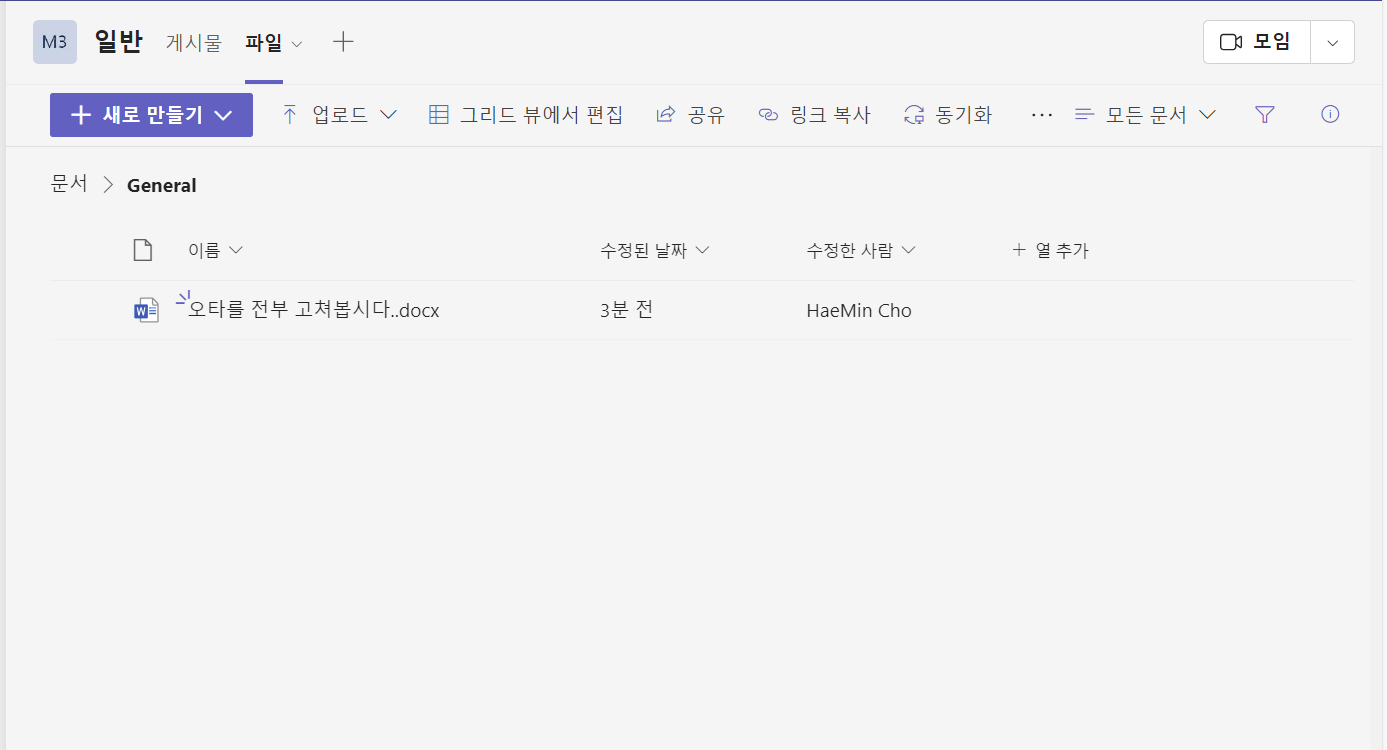 M3 일반 게시물 파일 모임
새로 만들기 업로드 그리드 뷰에서 편집 공유 링크 복사 동기화 ... 모든 문서
문서 > General
이름 수정된 날짜 수정한 사람 + 열 추가
오타를 전부 고쳐봅시다..docx 3분 전 HaeMin Cho